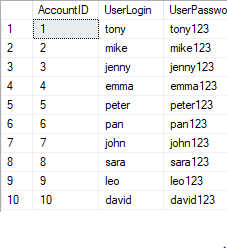 AccountID UserLogin UserPasswo
1 1 tony tony123
2 2 mike mike123
3 3 jenny jenny123
4 4 emma emma123
5 5 peter peter123
6 6 pan pan123
7 7 john john123
8 8 sara sara123
9 9 leo leo123
10 10 david david123